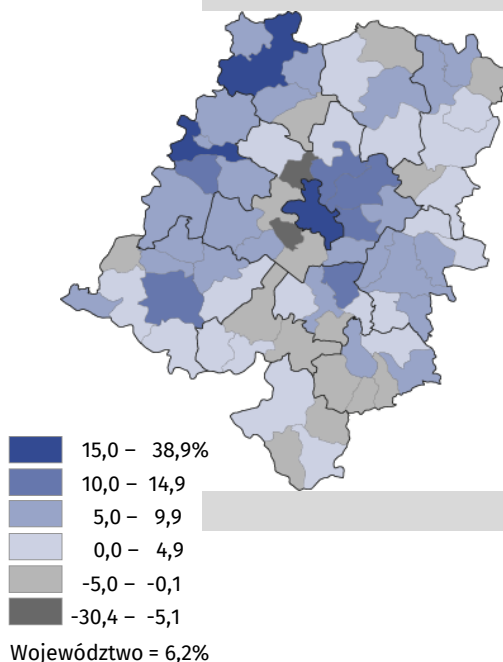 15,0 – 38,9%
10,0 – 14,9
5,0 – 9,9
0,0 – 4,9
-5,0 – -0,1
-30,4 – -5,1
Województwo = 6,2%